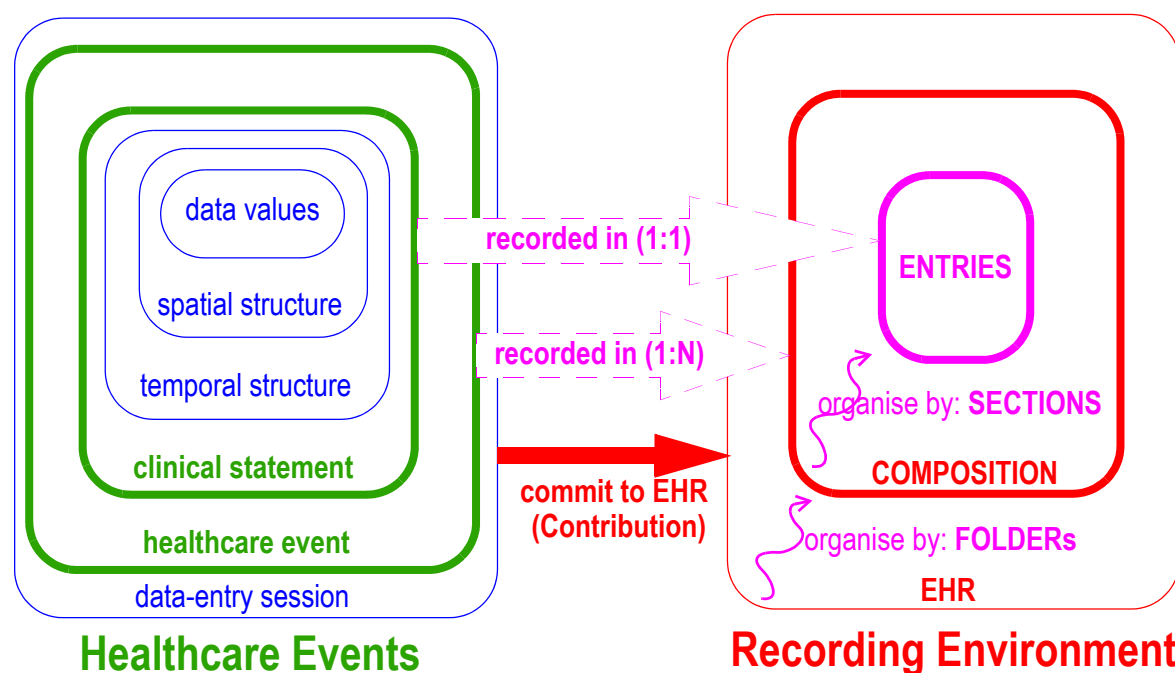 data values
spatial structure
temporal structure
clinical statement
healthcare event
data-entry session
Healthcare Events
recorded in (1:1)
recorded in (1:N)
commit to EHR
(Contribution)
ENTRIES
organise by: SECTIONS
COMPOSITION
organise by: FOLDERs
EHR
Recording Environment